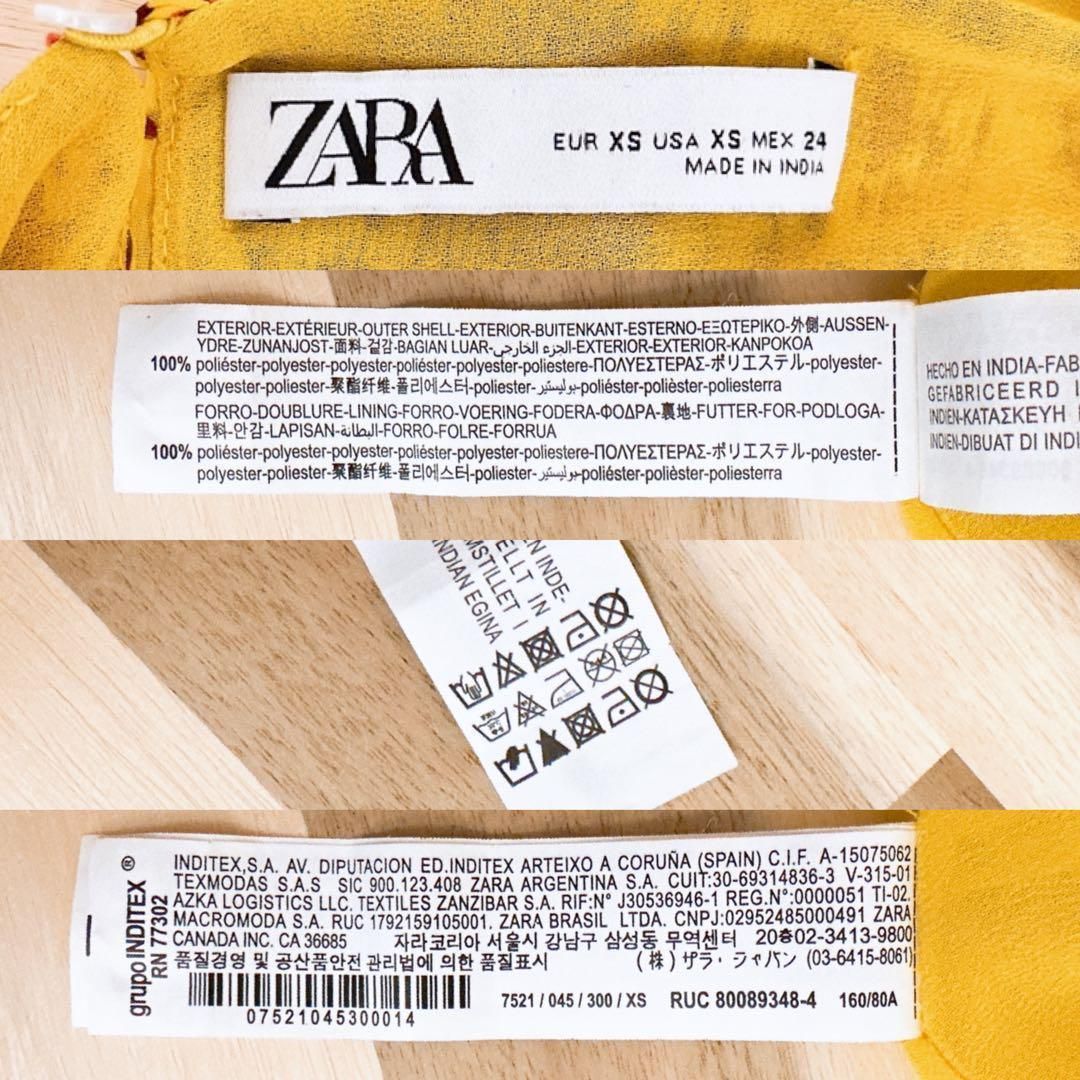 ZARA
EUR XS USA XS MEX 24
MADE IN INDIA
EXTERIOR-EXTÉRIEUR-OUTER SHELL-EXTERIOR-BUITENKANT-ESTERNO-ΕΞΩΤΕΡΙΚΟ-外側-AUSSEN-
YDRE-ZUNANJOST-面料-겉감-BAGIAN LUAR-الجزء الخارجي-EXTERIOR-EXTERIOR-KANPOKOA
100% poliéster-polyester-polyester-poliéster-polyester-poliestere-ΠΟΛΥΕΣΤΕΡΑΣ-ポリエステル-polyester-
polyester-poliester-聚酯纤维-폴리에스터-poliester-بوليستير-poliéster-polièster-poliesterra
FORRO-DOUBLURE-LINING-FORRO-VOERING-FODERA-ΦΟΔΡΑ-裏地-FUTTER-FOR-PODLOGA-
里料-안감-LAPISAN-البطانة-FORRO-FOLRE-FORRUA
100% poliéster-polyester-polyester-poliéster-polyester-poliestere-ΠΟΛΥΕΣΤΕΡΑΣ-ポリエステル-polyester-
polyester-poliester-聚酯纤维-폴리에스터-poliester-بوليستير-poliéster-polièster-poliesterra
HECHO EN INDIA-FAB
GEFABRICEERD I
INDIEN-ΚΑΤΑΣΚΕΥΗ
INDIEN-DIBUAT DI INDI
EN INDE-
ELLT IN
MSTILLET I
INDIAN EGINA
grupo INDITEX ®
RN 77302
INDITEX,S.A. AV. DIPUTACION ED.INDITEX ARTEIXO A CORUÑA (SPAIN) C.I.F. A-15075062
TEXMODAS S.A.S SIC 900.123.408 ZARA ARGENTINA S.A. CUIT:30-69314836-3 V-315-01
AZKA LOGISTICS LLC. TEXTILES ZANZIBAR S.A. RIF:Nº J30536946-1 REG.Nº:0000051 TI-02.
MACROMODA S.A. RUC 1792159105001. ZARA BRASIL LTDA. CNPJ:02952485000491 ZARA
CANADA INC. CA 36685 자라코리아 서울시 강남구 삼성동 무역센터 20층02-3413-9800
품질경영 및 공산품안전 관리법에 의한 품질표시 (株) ザラ・ジャパン (03-6415-8061)
07521045300014
7521 / 045 / 300 / XS RUC 80089348-4 160/80A